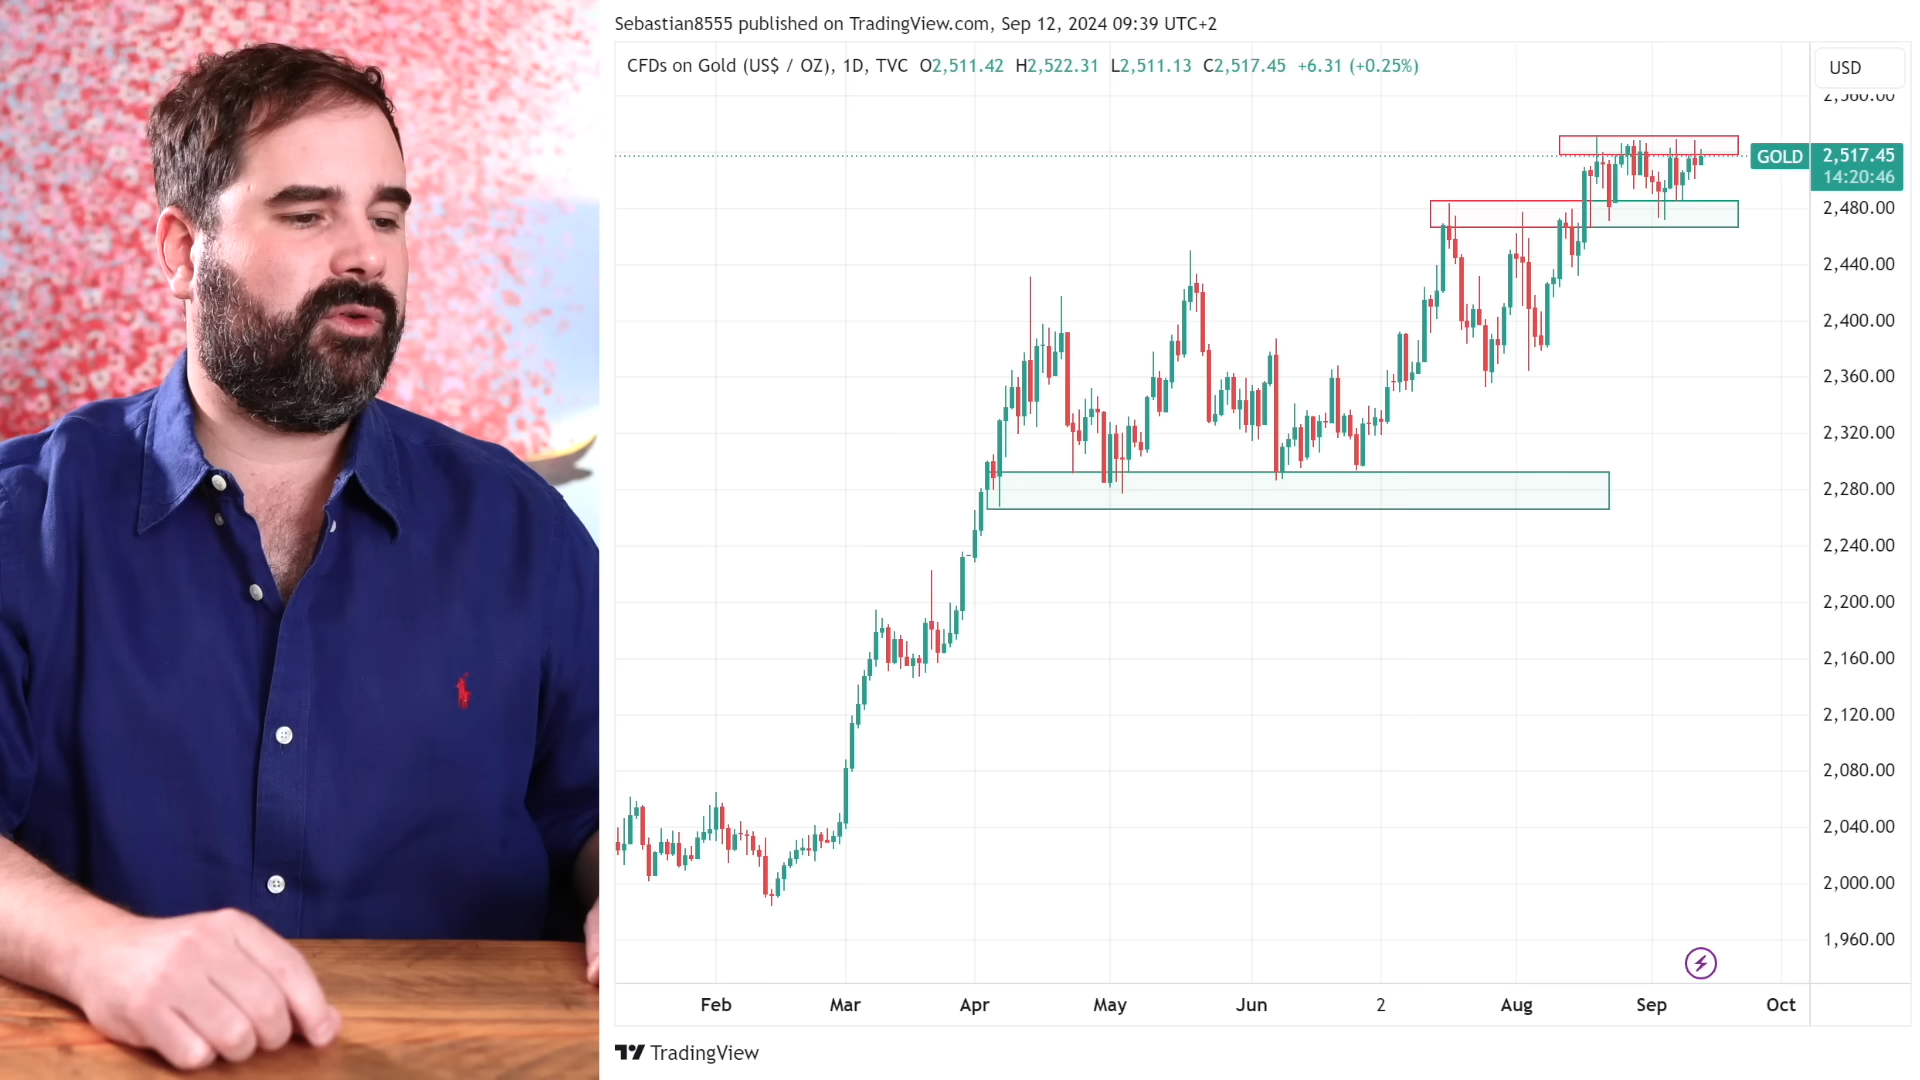 Sebastian8555 published on TradingView.com, Sep 12, 2024 09:39 UTC+2
CFDs on Gold (US$ / OZ), 1D, TVC O2,511.42 H2,522.31 L2,511.13 C2,517.45 +6.31 (+0.25%)
USD
2,560.00
GOLD 2,517.45
14:20:46
2,480.00
2,440.00
2,400.00
2,360.00
2,320.00
2,280.00
2,240.00
2,200.00
2,160.00
2,120.00
2,080.00
2,040.00
2,000.00
1,960.00
Feb Mar Apr May Jun 2 Aug Sep Oct
TradingView